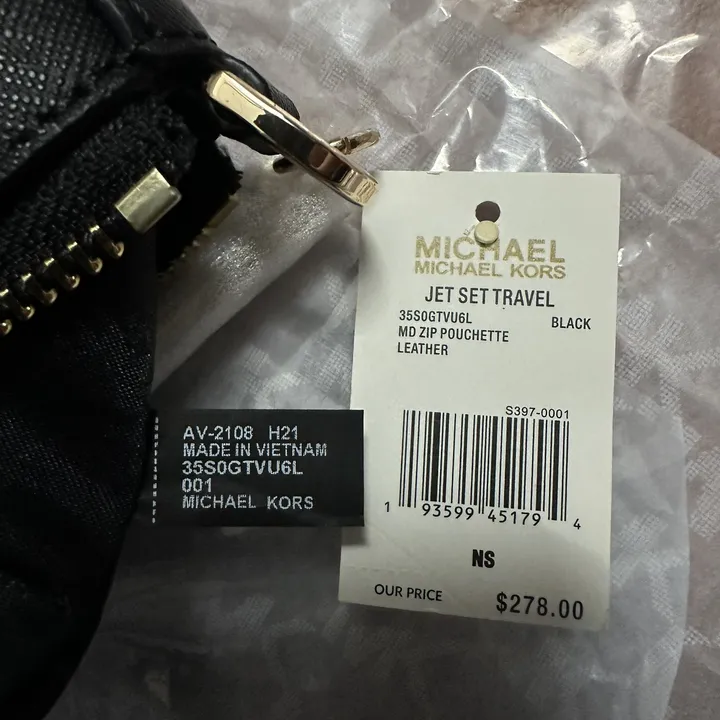 MICHAEL
MICHAEL KORS
JET SET TRAVEL
35S0GTVU6L BLACK
MD ZIP POUCHETTE
LEATHER
S397-0001
1 93599 45179 4
NS
OUR PRICE $278.00
AV-2108 H21
MADE IN VIETNAM
35S0GTVU6L
001
MICHAEL KORS